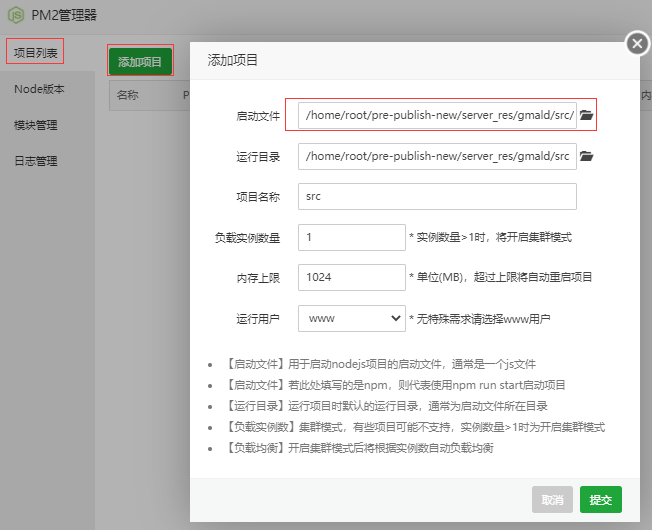 PM2管理器
项目列表
添加项目
Node版本
名称
P
内
模块管理
日志管理
添加项目
启动文件 /home/root/pre-publish-new/server_res/gmald/src/
运行目录 /home/root/pre-publish-new/server_res/gmald/src
项目名称 src
负载实例数量 1 * 实例数量>1时，将开启集群模式
内存上限 1024 * 单位(MB)，超过上限将自动重启项目
运行用户 www * 无特殊需求请选择www用户
【启动文件】用于启动nodejs项目的启动文件，通常是一个js文件
【启动文件】若此处填写的是npm，则代表使用npm run start启动项目
【运行目录】运行项目时默认的运行目录，通常为启动文件所在目录
【负载实例数】集群模式，有些项目可能不支持，实例数量>1时为开启集群模式
【负载均衡】开启集群模式后将根据实例数自动负载均衡
取消 提交